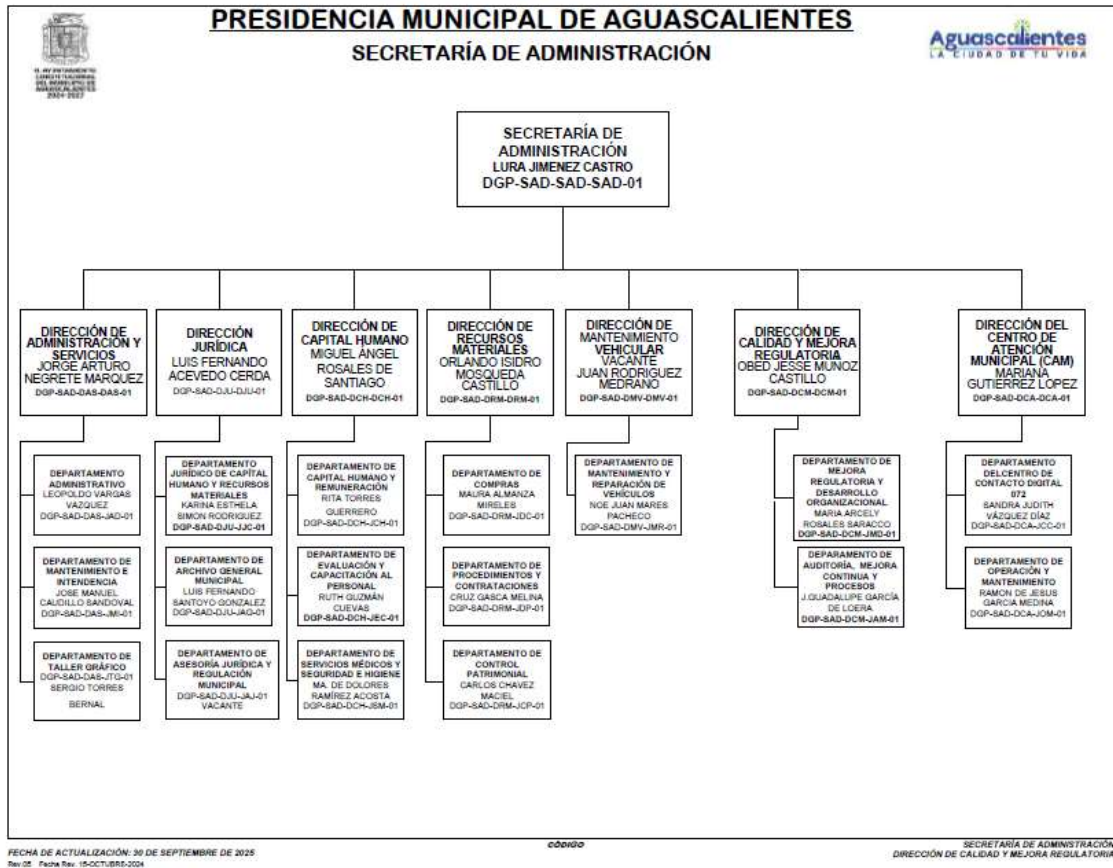 PRESIDENCIA MUNICIPAL DE AGUASCALIENTES
SECRETARÍA DE ADMINISTRACIÓN
H. AYUNTAMIENTO
CONSTITUCIONAL
DEL MUNICIPIO DE
AGUASCALIENTES
2024-2027
Aguascalientes
LA CIUDAD DE TU VIDA
SECRETARÍA DE
ADMINISTRACIÓN
LURA JIMENEZ CASTRO
DGP-SAD-SAD-SAD-01
DIRECCIÓN DE
ADMINISTRACIÓN Y
SERVICIOS
JORGE ARTURO
NEGRETE MARQUEZ
DGP-SAD-DAS-DAS-01
DIRECCIÓN
JURÍDICA
LUIS FERNANDO
ACEVEDO CERDA
DGP-SAD-DJU-DJU-01
DIRECCIÓN DE
CAPITAL HUMANO
MIGUEL ÁNGEL
ROSALES DE
SANTIAGO
DGP-SAD-DCH-DCH-01
DIRECCIÓN DE
RECURSOS
MATERIALES
ORLANDO ISIDRO
MOSQUEDA
CASTILLO
DGP-SAD-DRM-DRM-01
DIRECCIÓN DE
MANTENIMIENTO
VEHICULAR
VACANTE
JUAN RODRIGUEZ
MEDRANO
DGP-SAD-DMV-DMV-01
DIRECCIÓN DE
CALIDAD Y MEJORA
REGULATORIA
OBED JESSE MUÑOZ
CASTILLO
DGP-SAD-DCM-DCM-01
DIRECCIÓN DEL
CENTRO DE
ATENCIÓN
MUNICIPAL (CAM)
MARIANA
GUTIERREZ LOPEZ
DGP-SAD-DCA-DCA-01
DEPARTAMENTO
ADMINISTRATIVO
LEOPOLDO VARGAS
VAZQUEZ
DGP-SAD-DAS-JAD-01
DEPARTAMENTO DE
MANTENIMIENTO E
INTENDENCIA
JOSE MANUEL
CAUDILLO SANDOVAL
DGP-SAD-DAS-JMI-01
DEPARTAMENTO DE
TALLER GRÁFICO
DGP-SAD-DAS-JTG-01
SERGIO TORRES
BERNAL
DEPARTAMENTO
JURÍDICO DE CAPÍTAL
HUMANO Y RECURSOS
MATERIALES
KARINA ESTHELA
SIMON RODRIGUEZ
DGP-SAD-DJU-JJC-01
DEPARTAMENTO DE
ARCHIVO GENERAL
MUNICIPAL
LUIS FERNANDO
SANTOYO GONZALEZ
DGP-SAD-DJU-JAG-01
DEPARTAMENTO DE
ASESORÍA JURÍDICA Y
REGULACIÓN
MUNICIPAL
DGP-SAD-DJU-JAJ-01
VACANTE
DEPARTAMENTO DE
CAPITAL HUMANO Y
REMUNERACIÓN
RITA TORRES
GUERRERO
DGP-SAD-DCH-JCH-01
DEPARTAMENTO DE
EVALUACIÓN Y
CAPACITACIÓN AL
PERSONAL
RUTH GUZMÁN
CUEVAS
DGP-SAD-DCH-JEC-01
DEPARTAMENTO DE
SERVICIOS MÉDICOS Y
SEGURIDAD E HIGIENE
MA. DE DOLORES
RAMÍREZ ACOSTA
DGP-SAD-DCH-JSM-01
DEPARTAMENTO DE
COMPRAS
MAURA ALMANZA
MIRELES
DGP-SAD-DRM-JDC-01
DEPARTAMENTO DE
PROCEDIMIENTOS Y
CONTRATACIONES
CRUZ GASCA MELINA
DGP-SAD-DRM-JDP-01
DEPARTAMENTO DE
CONTROL
PATRIMONIAL
CARLOS CHAVEZ
MACIEL
DGP-SAD-DRM-JCP-01
DEPARTAMENTO DE
MANTENIMIENTO Y
REPARACIÓN DE
VEHÍCULOS
NOE JUAN MARES
PACHECO
DGP-SAD-DMV-JMR-01
DEPARTAMENTO DE
MEJORA
REGULATORIA Y
DESARROLLO
ORGANIZACIONAL
MARIA ARCELY
ROSALES SARACCO
DGP-SAD-DCM-JMD-01
DEPARAMENTO DE
AUDITORÍA, MEJORA
CONTINUA Y
PROCESOS
J.GUADALUPE GARCÍA
DE LOERA
DGP-SAD-DCM-JAM-01
DEPARTAMENTO
DELCENTRO DE
CONTACTO DIGITAL
072
SANDRA JUDITH
VÁZQUEZ DÍAZ
DGP-SAD-DCA-JCC-01
DEPARTAMENTO DE
OPERACIÓN Y
MANTENIMIENTO
RAMON DE JESUS
GARCIA MEDINA
DGP-SAD-DCA-JOM-01
FECHA DE ACTUALIZACIÓN: 30 DE SEPTIEMBRE DE 2025
Rev.05 Fecha Rev. 15-OCTUBRE-2024
CÓDIGO
SECRETARÍA DE ADMINISTRACIÓN
DIRECCIÓN DE CALIDAD Y MEJORA REGULATORIA